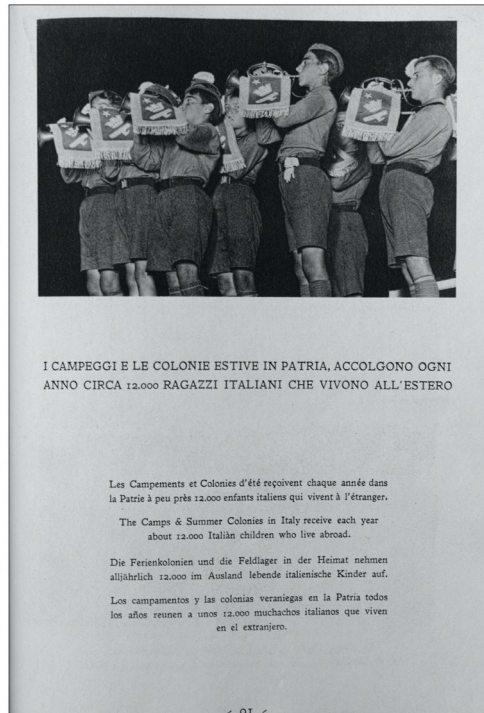 I CAMPEGGI E LE COLONIE ESTIVE IN PATRIA, ACCOLGONO OGNI
ANNO CIRCA 12.000 RAGAZZI ITALIANI CHE VIVONO ALL'ESTERO
Les Campements et Colonies d'été reçoivent chaque année dans
la Patrie à peu près 12.000 enfants italiens qui vivent à l'étranger.
The Camps & Summer Colonies in Italy receive each year
about 12.000 Italiàn children who live abroad.
Die Ferienkolonien und die Feldlager in der Heimat nehmen
alljährlich 12.000 im Ausland lebende italienische Kinder auf.
Los campamentos y las colonias veraniegas en la Patria todos
los años reunen a unos 12.000 muchachos italianos que viven
en el extranjero.